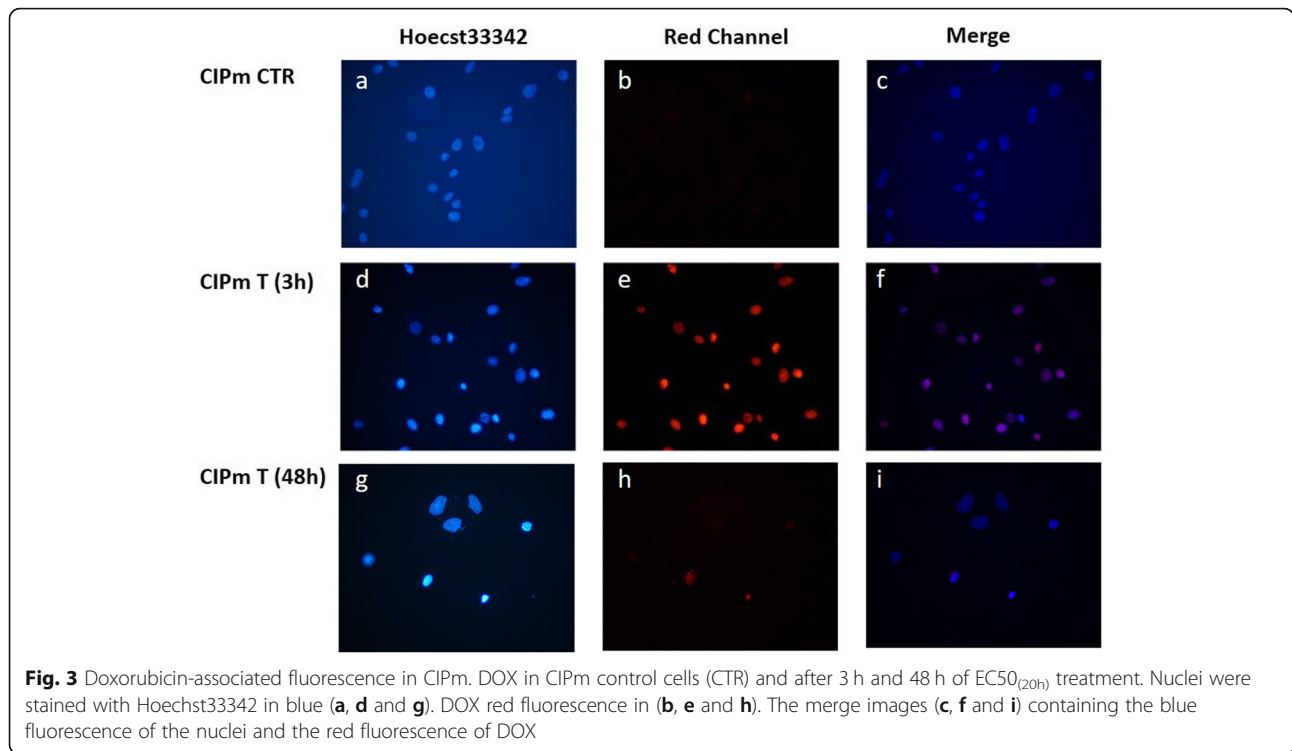 Hoecst33342 Red Channel Merge
CIPm CTR a b c
CIPm T (3h) d e f
CIPm T (48h) g h i
Fig. 3 Doxorubicin-associated fluorescence in CIPm. DOX in CIPm control cells (CTR) and after 3 h and 48 h of EC50(20h) treatment. Nuclei were
stained with Hoechst33342 in blue (a, d and g). DOX red fluorescence in (b, e and h). The merge images (c, f and i) containing the blue
fluorescence of the nuclei and the red fluorescence of DOX